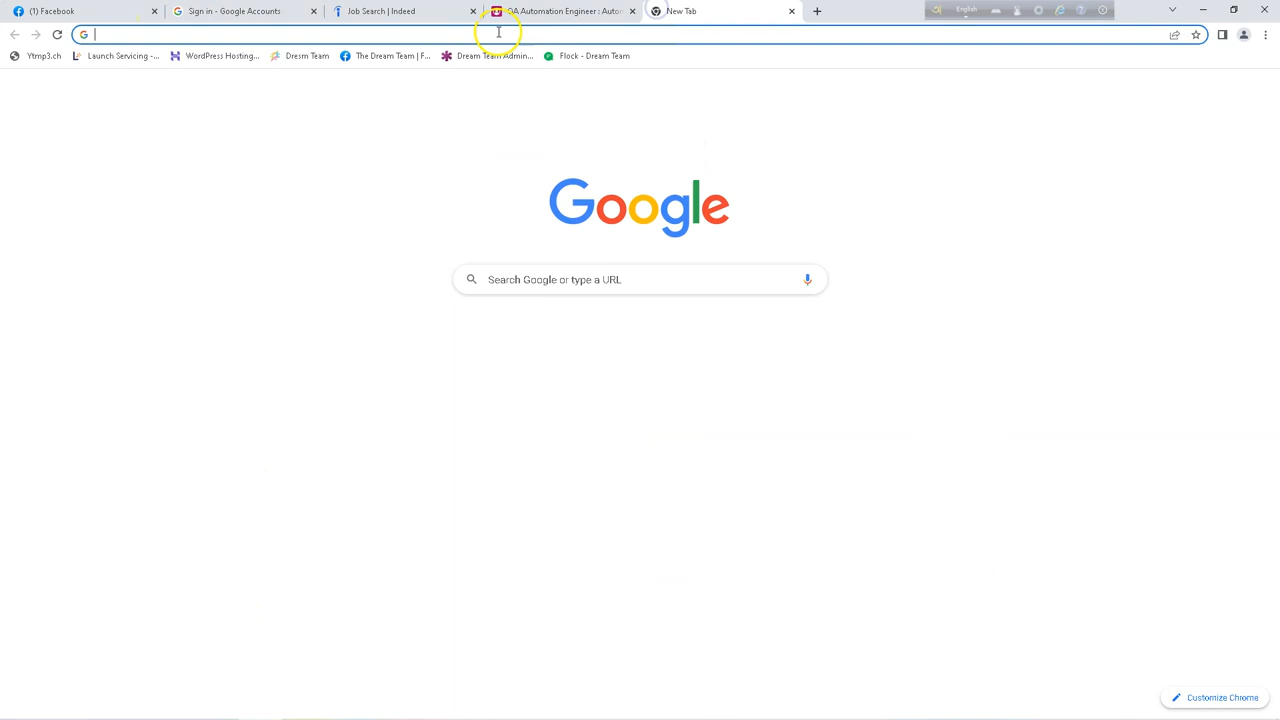 (1) Facebook
Sign in - Google Accounts
Job Search | Indeed
QA Automation Engineer : Autom
New Tab
English
Ytmp3.ch
Launch Servicing -...
WordPress Hosting...
Dresm Team
The Dream Team | F...
Dream Team Admin...
Flock - Dream Team
Google
Search Google or type a URL
Customize Chrome